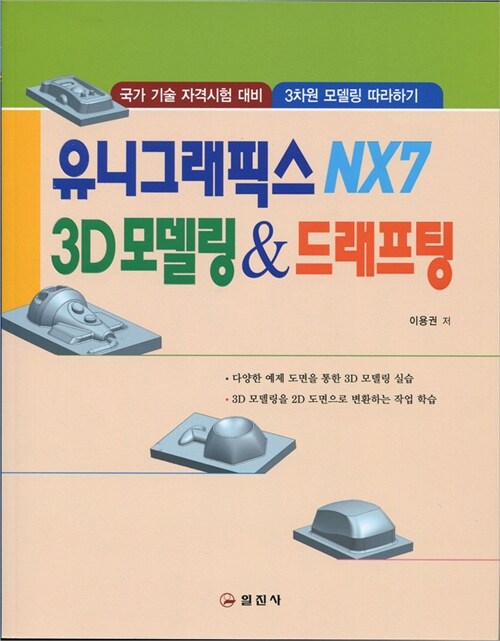 국가 기술 자격시험 대비 3차원 모델링 따라하기
유니그래픽스 NX7
3D 모델링 & 드래프팅
이용권 저
• 다양한 예제 도면을 통한 3D 모델링 실습
• 3D 모델링을 2D 도면으로 변환하는 작업 학습
일진사